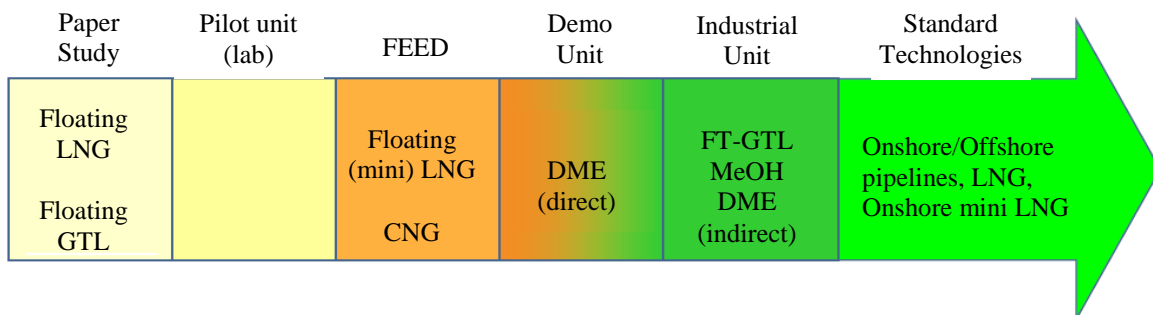 Paper
Study
Pilot unit
(lab)
FEED
Demo
Unit
Industrial
Unit
Standard
Technologies
Floating
LNG
Floating
GTL
Floating
(mini) LNG
CNG
DME
(direct)
FT-GTL
MeOH
DME
(indirect)
Onshore/Offshore
pipelines, LNG,
Onshore mini LNG